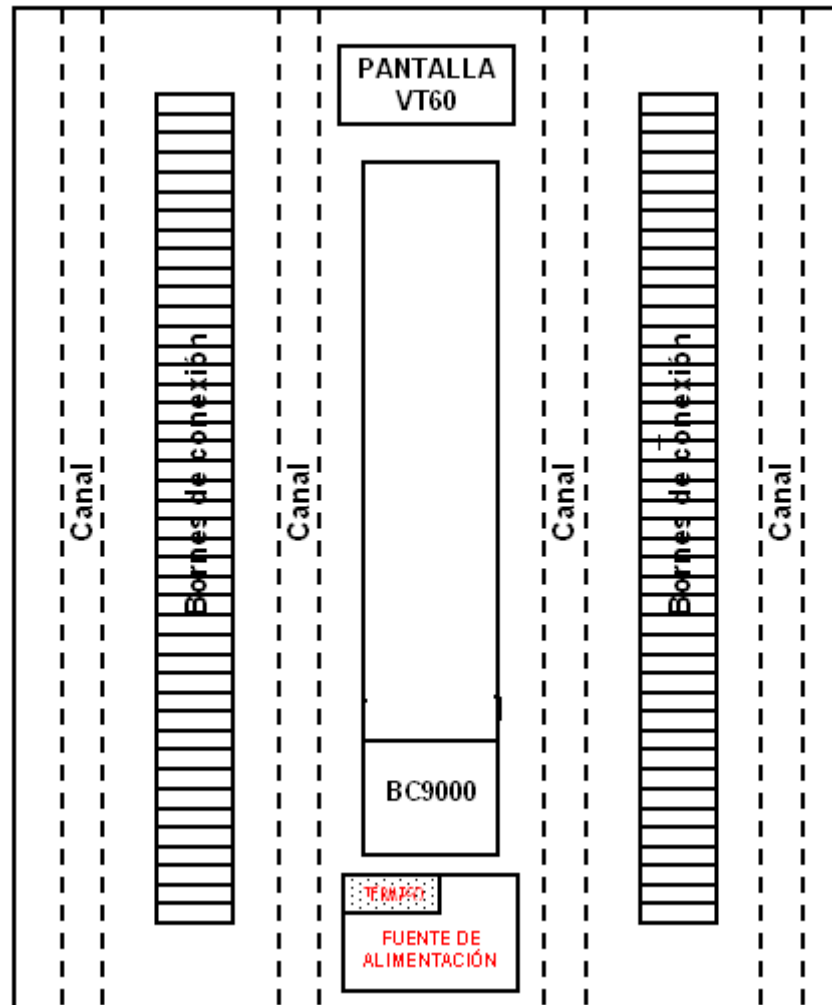 PANTALLA
VT60
Canal
Bornes de conexión
Canal
Canal
Bornes de conexión
Canal
BC9000
FUENTE DE
ALIMENTACIÓN